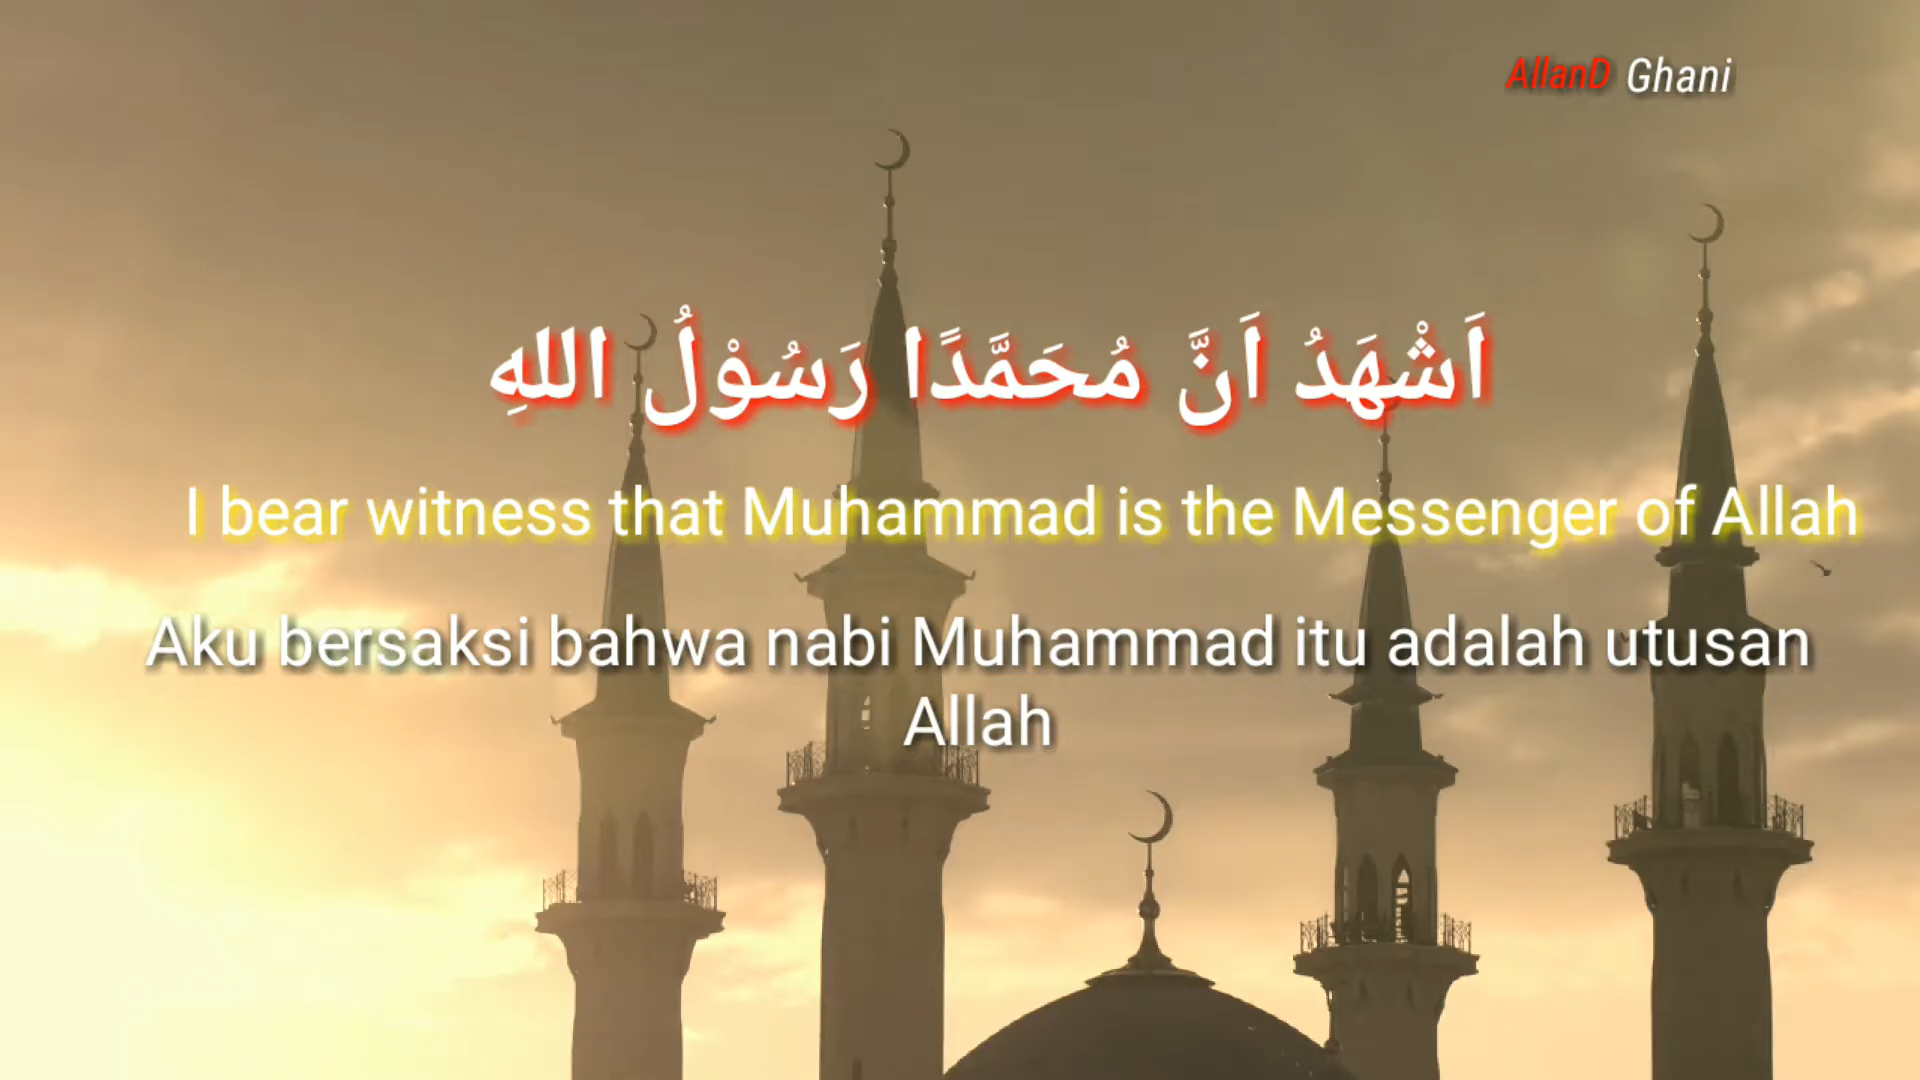 AllanD Ghani
اَشْهَدُ اَنَّ مُحَمَّدًا رَسُوْلُ اللهِ
I bear witness that Muhammad is the Messenger of Allah
Aku bersaksi bahwa nabi Muhammad itu adalah utusan
Allah